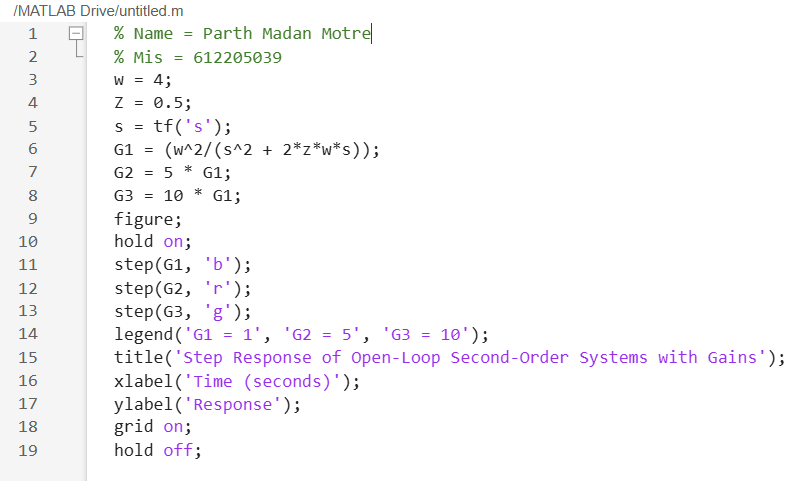 /MATLAB Drive/untitled.m
1 % Name = Parth Madan Motre
2 % Mis = 612205039
3 w = 4;
4 Z = 0.5;
5 s = tf('s');
6 G1 = (w^2/(s^2 + 2*z*w*s));
7 G2 = 5 * G1;
8 G3 = 10 * G1;
9 figure;
10 hold on;
11 step(G1, 'b');
12 step(G2, 'r');
13 step(G3, 'g');
14 legend('G1 = 1', 'G2 = 5', 'G3 = 10');
15 title('Step Response of Open-Loop Second-Order Systems with Gains');
16 xlabel('Time (seconds)');
17 ylabel('Response');
18 grid on;
19 hold off;